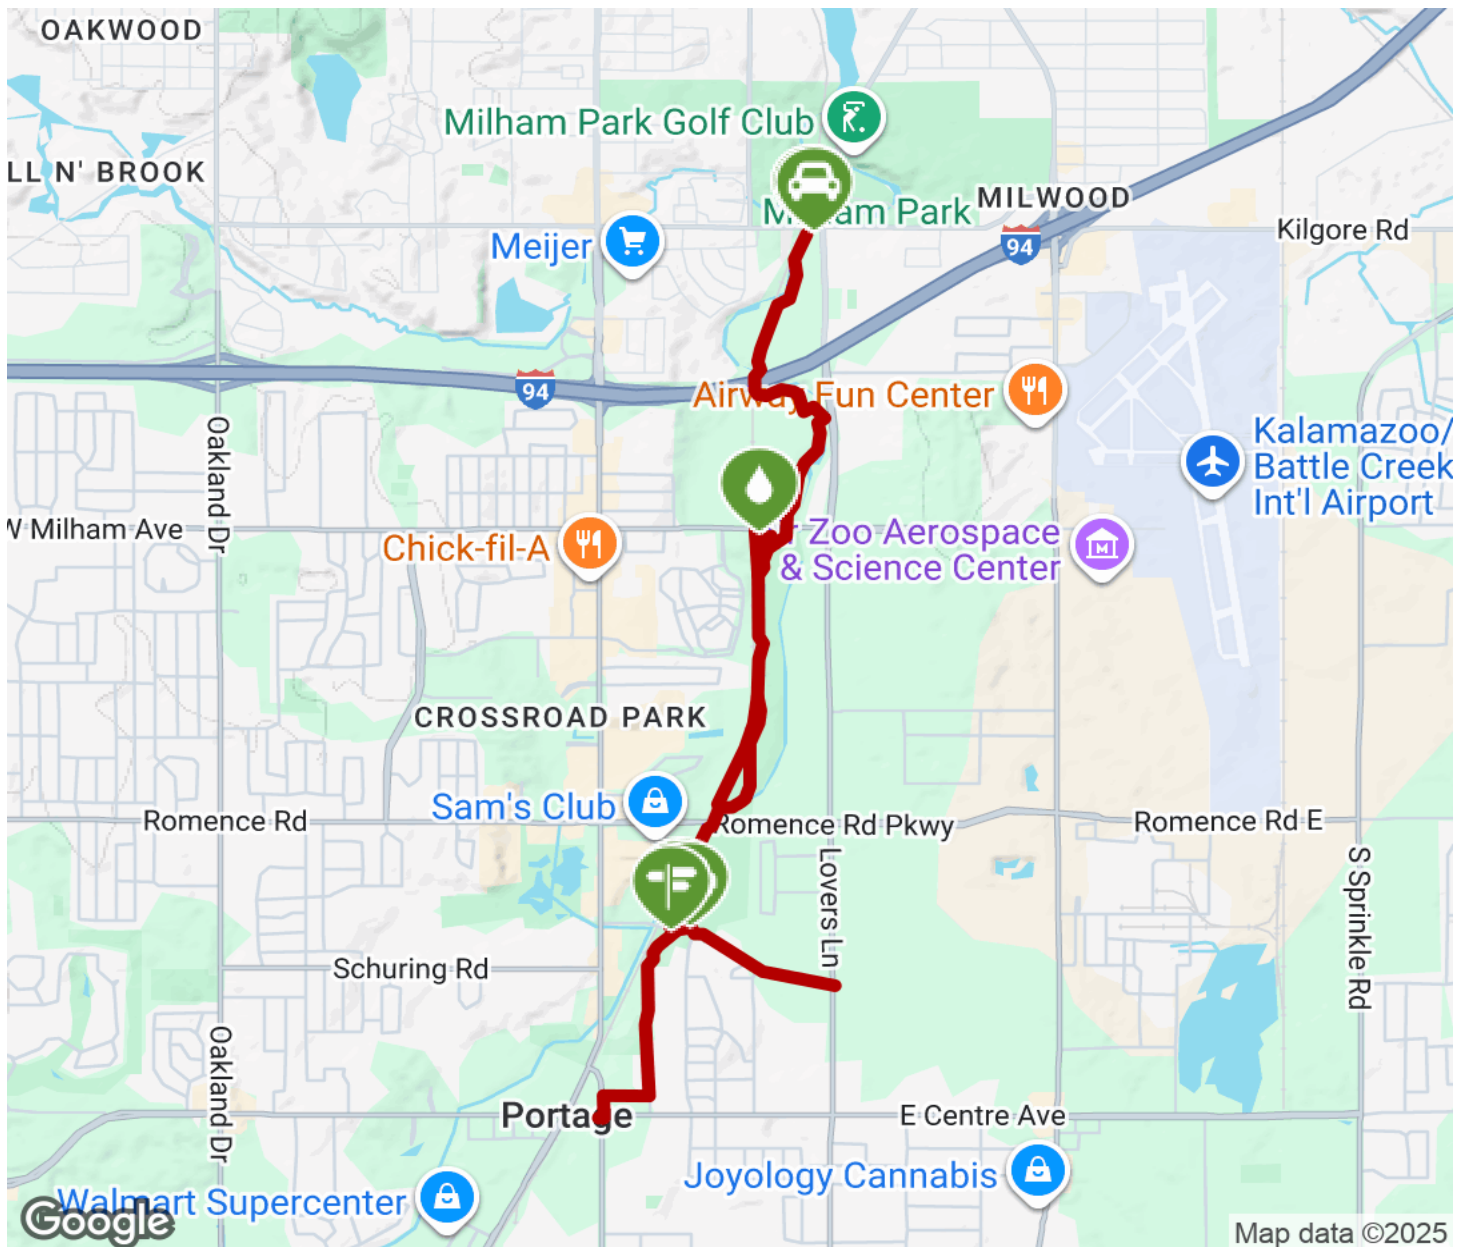 OAKWOOD
Milham Park Golf Club
LL N' BROOK
MILWOOD
Park
Kilgore Rd
Meijer
94
94
Airway Fun Center
Oakland Dr
Kalamazoo/
Battle Creek
Int'l Airport
W Milham Ave
Chick-fil-A
Zoo Aerospace
& Science Center
CROSSROAD PARK
Sam's Club
Romence Rd
Romence Rd Pkwy
Romence Rd E
Lovers Ln
S Sprinkle Rd
Schuring Rd
Oakland Dr
Portage
E Centre Ave
Joyology Cannabis
Walmart Supercenter
Google
Map data ©2025